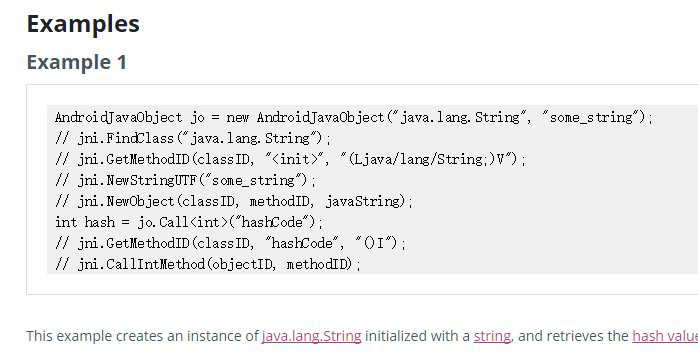 Examples
Example 1
AndroidJavaObject jo = new AndroidJavaObject("java.lang.String", "some_string");
// jni.FindClass("java.lang.String");
// jni.GetMethodID(classID, "<init>", "(Ljava/lang/String;)V");
// jni.NewStringUTF("some_string");
// jni.NewObject(classID, methodID, javaString);
int hash = jo.Call<int>("hashCode");
// jni.GetMethodID(classID, "hashCode", "()I");
// jni.CallIntMethod(objectID, methodID);
This example creates an instance of java.lang.String initialized with a string, and retrieves the hash value